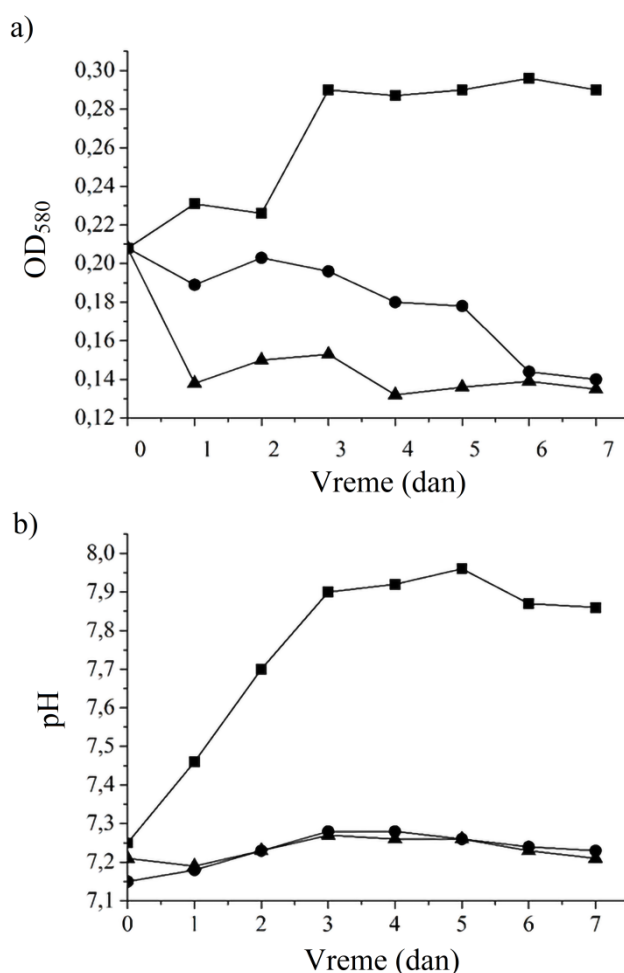 a)
0,30
0,28
0,26
0,24
0,22
0,20
0,18
0,16
0,14
0,12
OD580
0 1 2 3 4 5 6 7
Vreme (dan)
b)
8,0
7,9
7,8
7,7
7,6
7,5
7,4
7,3
7,2
7,1
pH
0 1 2 3 4 5 6 7
Vreme (dan)